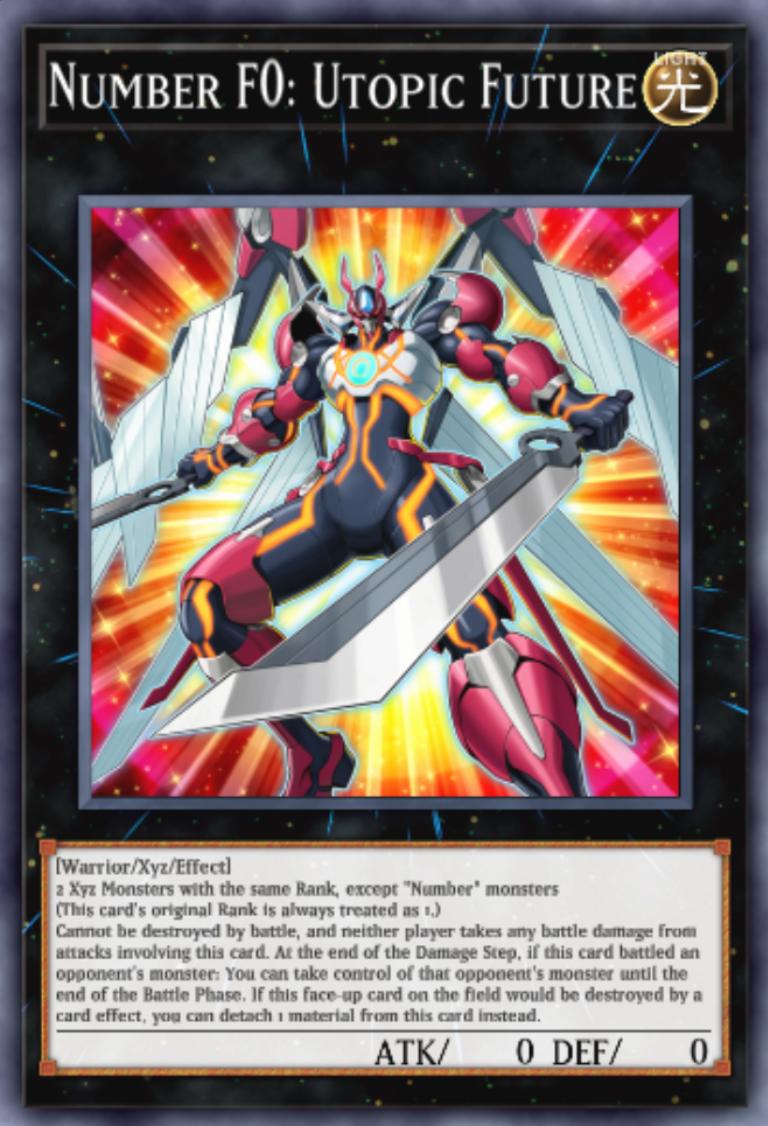 Number F0: Utopic Future
LIGHT
光
[Warrior/Xyz/Effect]
2 Xyz Monsters with the same Rank, except "Number" monsters
(This card's original Rank is always treated as 1.)
Cannot be destroyed by battle, and neither player takes any battle damage from
attacks involving this card. At the end of the Damage Step, if this card battled an
opponent's monster: You can take control of that opponent's monster until the
end of the Battle Phase. If this face-up card on the field would be destroyed by a
card effect, you can detach 1 material from this card instead.
ATK/ 0 DEF/ 0